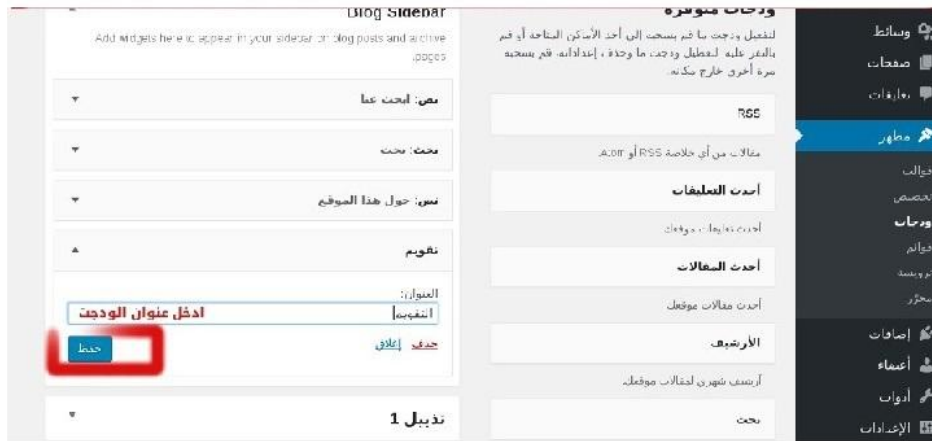 وسائط
صفحات
تعليقات
مظهر
قوالب
تخصيص
ودجات
قوائم
ترويسة
محرّر
إضافات
أعضاء
أدوات
الإعدادات
ودجات متوفرة
لتفعيل ودجت ما قم بسحبه إلى أحد الأماكن المتاحة أو قم
بالنقر عليه. لتعطيل ودجت ما وحذف إعداداته، قم بسحبه
مرة أخرى خارج مكانه.
RSS
مقالات من أي خلاصة RSS أو Atom.
أحدث التعليقات
أحدث تعليقات موقعك.
أحدث المقالات
أحدث مقالات موقعك.
الأرشيف
أرشيف شهري لمقالات موقعك.
بحث
Blog Sidebar
Add widgets here to appear in your sidebar on blog posts and archive
pages.
نص: ابحث عنا
بحث: بحث
نص: حول هذا الموقع
تقويم
العنوان:
التقويم
ادخل عنوان الودجت
حذف
إغلاق
حفظ
تذييل 1